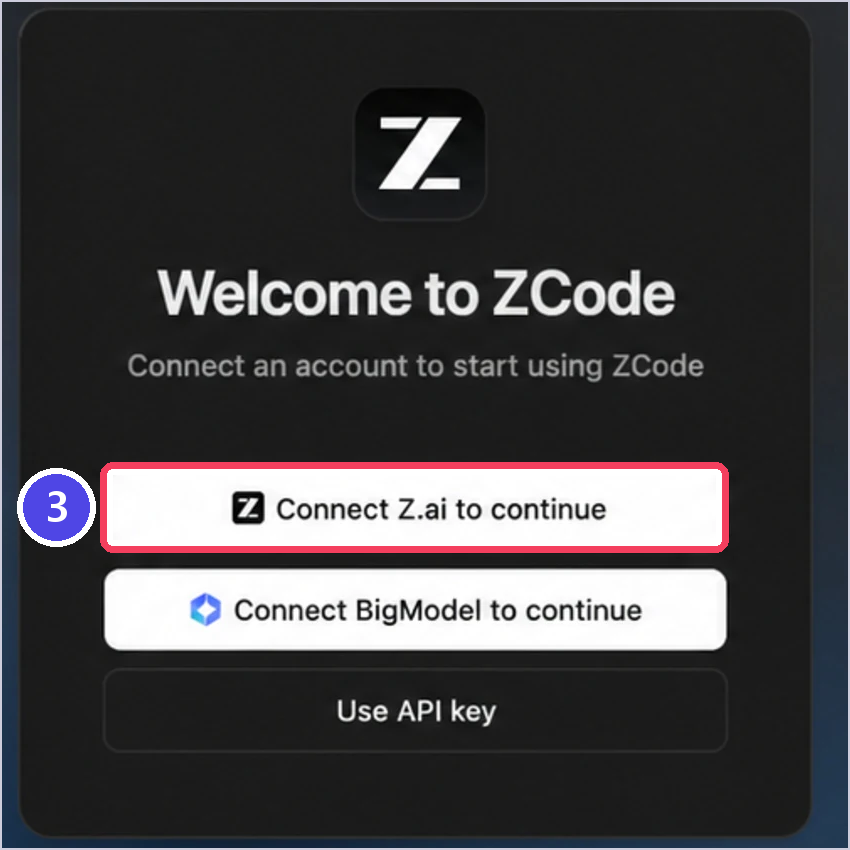 Z
Welcome to ZCode
Connect an account to start using ZCode
3
Z Connect Z.ai to continue
Connect BigModel to continue
Use API key